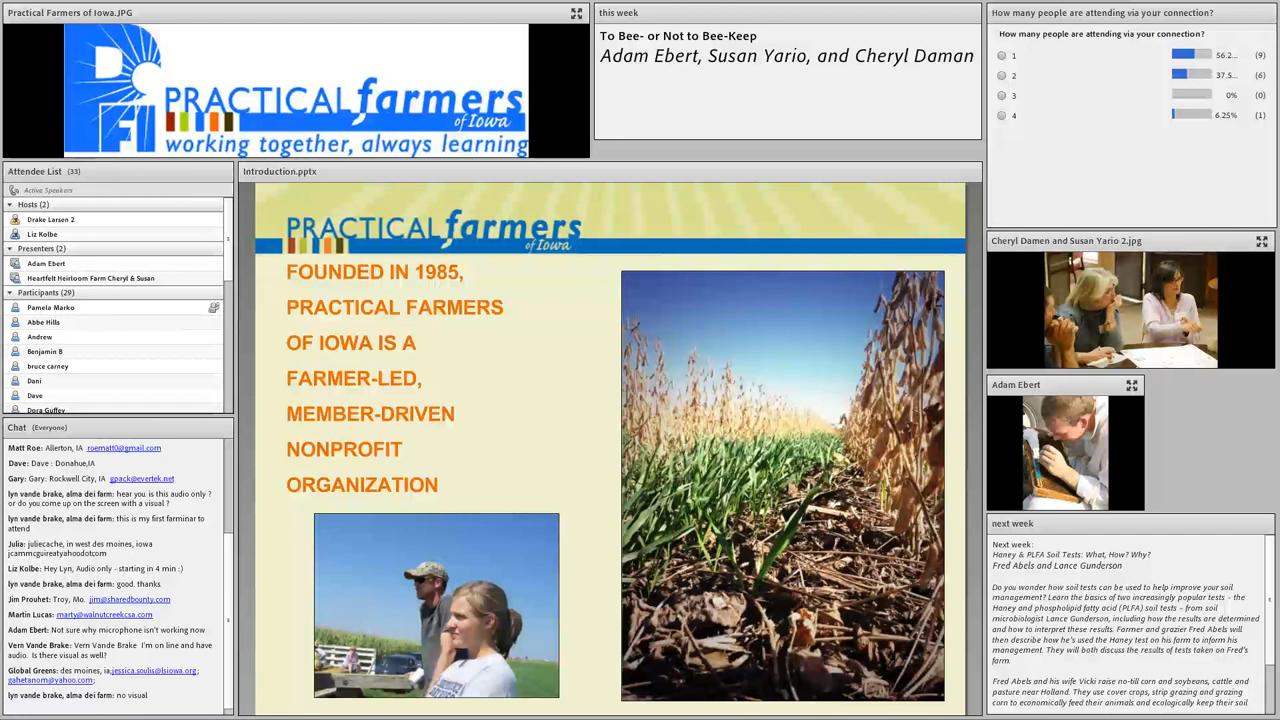 Practical Farmers of Iowa.JPG
PRACTICAL farmers
of Iowa
working together, always learning
this week
To Bee- or Not to Bee-Keep
Adam Ebert, Susan Yario, and Cheryl Daman
How many people are attending via your connection?
How many people are attending via your connection?
1 56.2... (9)
2 37.5... (6)
3 0% (0)
4 6.25% (1)
Attendee List (33)
Active Speakers
Hosts (2)
Drake Larsen 2
Liz Kolbe
Presenters (2)
Adam Ebert
Heartfelt Heirloom Farm Cheryl & Susan
Participants (29)
Pamela Marko
Abbe Hills
Andrew
Benjamin B
bruce carney
Dani
Dave
Dora Guffey
Chat (Everyone)
Matt Roe: Allerton, IA roematt0@gmail.com
Dave: Dave : Donahue,IA
Gary: Gary: Rockwell City, IA gpack@evertek.net
lyn vande brake, alma dei farm: hear you. is this audio only ?
or do you come up on the screen with a visual ?
lyn vande brake, alma dei farm: this is my first farminar to
attend
Julia: juliecache, in west des moines, iowa
jcammcguireatyahoodotcom
Liz Kolbe: Hey Lyn, Audio only - starting in 4 min :)
lyn vande brake, alma dei farm: good. thanks.
Jim Prouhet: Troy, Mo. jim@sharedbounty.com
Martin Lucas: marty@walnutcreekcsa.com
Adam Ebert: Not sure why microphone isn't working now
Vern Vande Brake: Vern Vande Brake I'm on line and have
audio. Is there visual as well?
Global Greens: des moines, ia,jessica.soulis@lsiowa.org;
gahetanom@yahoo.com;
lyn vande brake, alma dei farm: no visual
Introduction.pptx
PRACTICAL farmers
of Iowa
FOUNDED IN 1985,
PRACTICAL FARMERS
OF IOWA IS A
FARMER-LED,
MEMBER-DRIVEN
NONPROFIT
ORGANIZATION
Cheryl Damen and Susan Yario 2.jpg
Adam Ebert
next week
Next week:
Haney & PLFA Soil Tests: What, How? Why?
Fred Abels and Lance Gunderson
Do you wonder how soil tests can be used to help improve your soil
management? Learn the basics of two increasingly popular tests – the
Haney and phospholipid fatty acid (PLFA) soil tests – from soil
microbiologist Lance Gunderson, including how the results are determined
and how to interpret these results. Farmer and grazier Fred Abels will
then describe how he's used the Haney test on his farm to inform his
management. They will both discuss the results of tests taken on Fred's
farm.
Fred Abels and his wife Vicki raise no-till corn and soybeans, cattle and
pasture near Holland. They use cover crops, strip grazing and grazing
corn to economically feed their animals and ecologically keep their soil